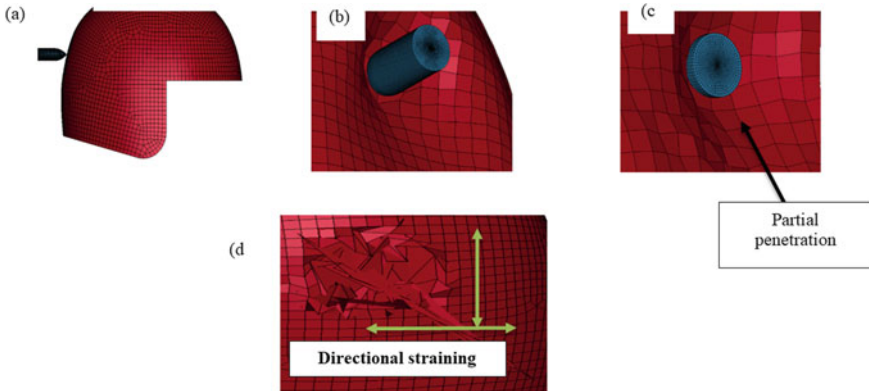 (a)
(b)
(c)
Partial
penetration
(d
Directional straining